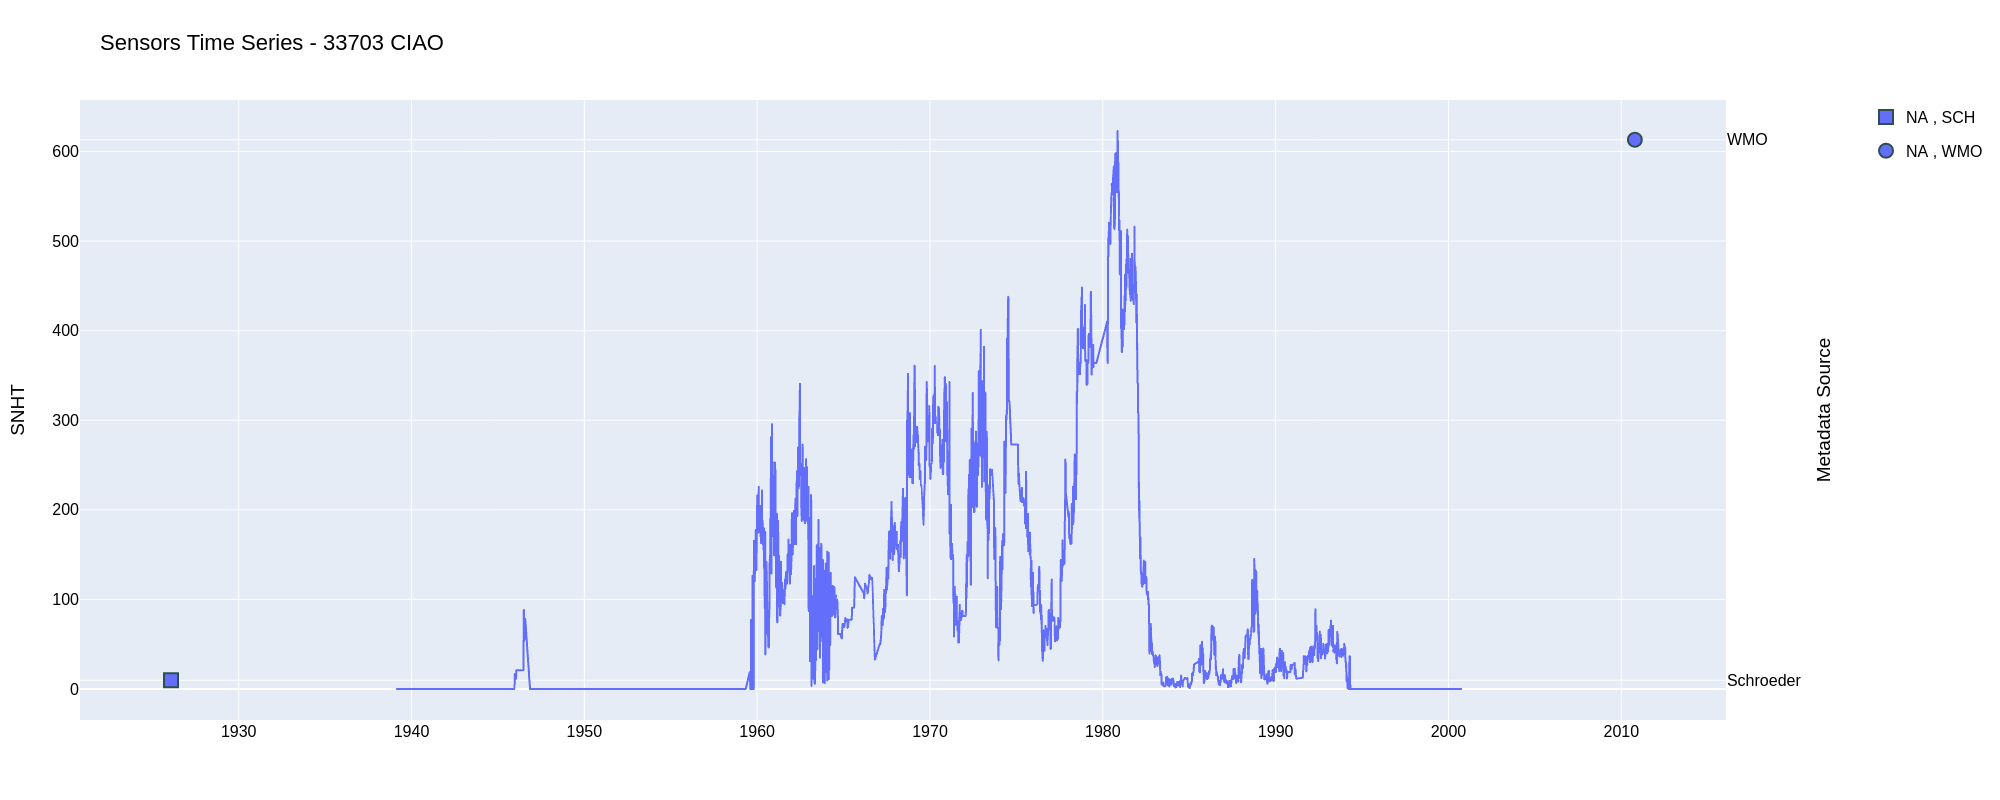 Sensors Time Series - 33703 CIAO
NA , SCH
NA , WMO
WMO
Schroeder
Metadata Source
SNHT
600
500
400
300
200
100
0
1930 1940 1950 1960 1970 1980 1990 2000 2010